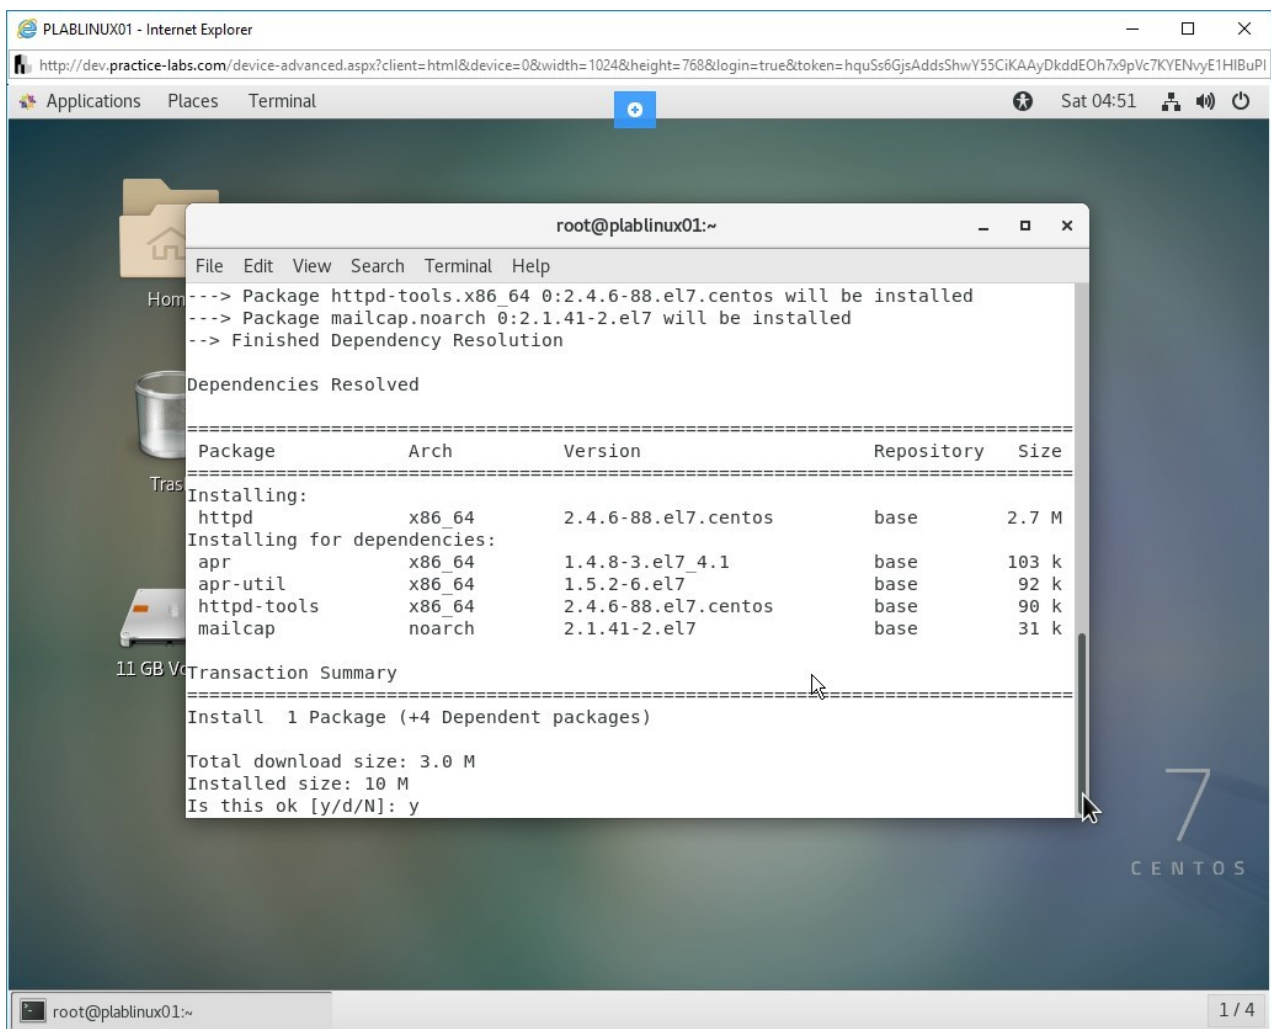 PLABLINUX01 - Internet Explorer
http://dev.practice-labs.com/device-advanced.aspx?client=html&device=0&width=1024&height=768&login=true&token=hquSs6GjsAddsShwY55CiKAAyDkddEOh7x9pVc7KYENvyE1HIBuPl
Applications Places Terminal Sat 04:51
root@plablinux01:~
File Edit View Search Terminal Help
Hom
---> Package httpd-tools.x86_64 0:2.4.6-88.el7.centos will be installed
---> Package mailcap.noarch 0:2.1.41-2.el7 will be installed
--> Finished Dependency Resolution
Dependencies Resolved
================================================================================
Package Arch Version Repository Size
================================================================================
Tras
Installing:
httpd x86_64 2.4.6-88.el7.centos base 2.7 M
Installing for dependencies:
apr x86_64 1.4.8-3.el7_4.1 base 103 k
apr-util x86_64 1.5.2-6.el7 base 92 k
httpd-tools x86_64 2.4.6-88.el7.centos base 90 k
mailcap noarch 2.1.41-2.el7 base 31 k
11 GB Vo
Transaction Summary
================================================================================
Install 1 Package (+4 Dependent packages)
Total download size: 3.0 M
Installed size: 10 M
Is this ok [y/d/N]: y
7
CENTOS
root@plablinux01:~
1 / 4